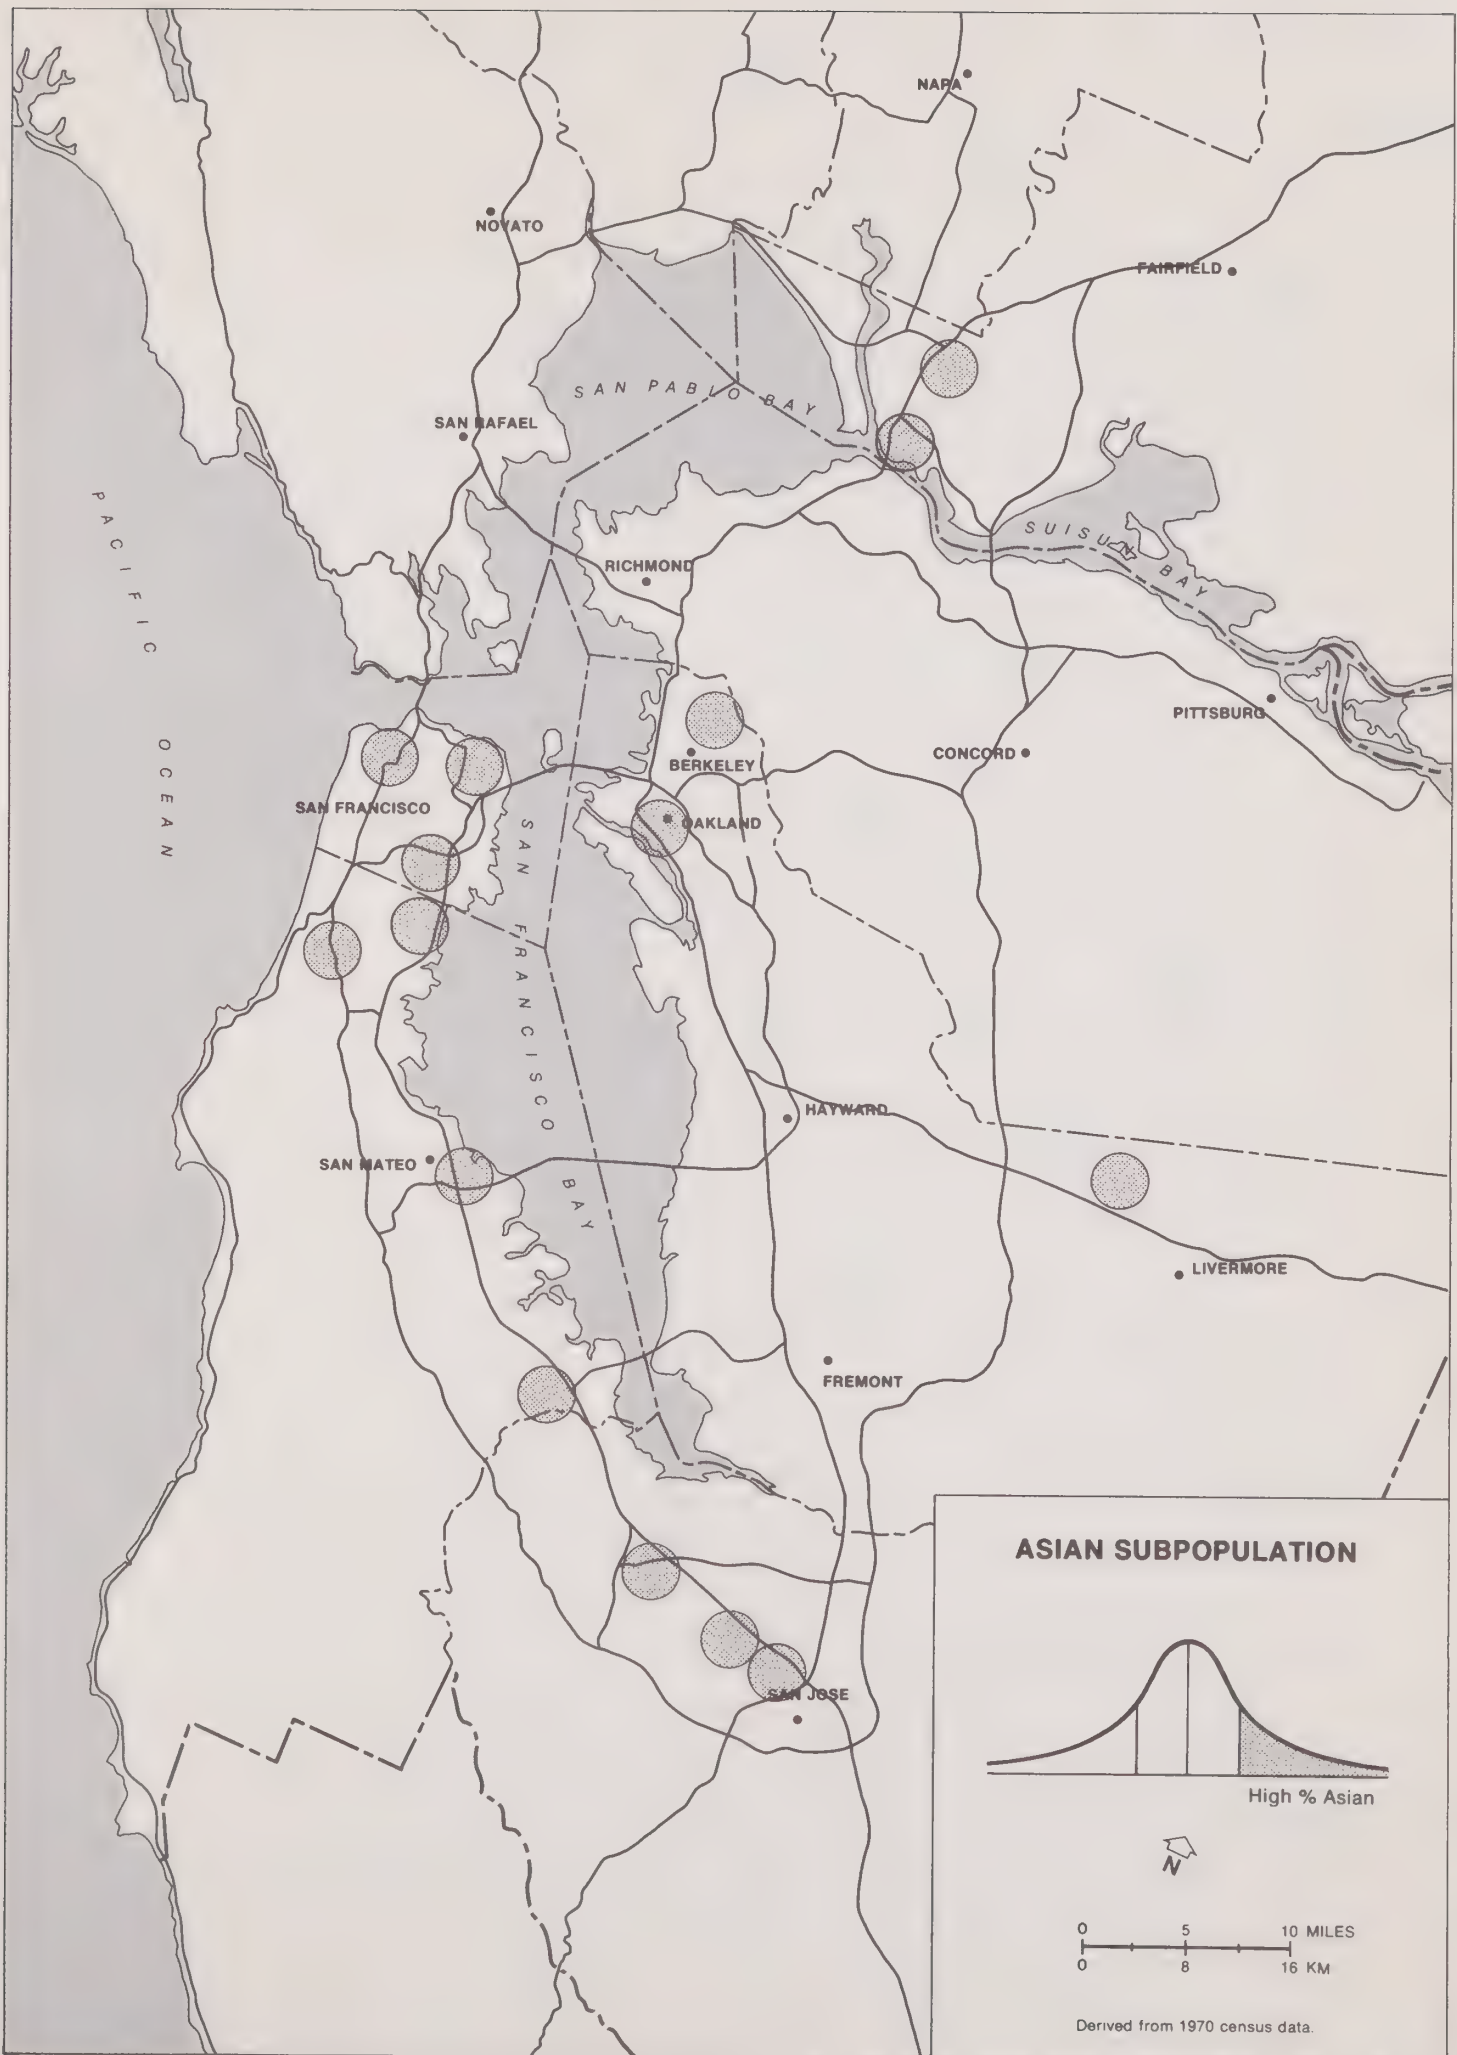 NAPA
NOVATO
FAIRFIELD
SAN PABLO BAY
SAN RAFAEL
PACIFIC OCEAN
SUISUN BAY
RICHMOND
PITTSBURG
BERKELEY
CONCORD
SAN FRANCISCO
OAKLAND
SAN FRANCISCO BAY
HAYWARD
SAN MATEO
LIVERMORE
FREMONT
SAN JOSE
ASIAN SUBPOPULATION
High % Asian
N
0 5 10 MILES
0 8 16 KM
Derived from 1970 census data.